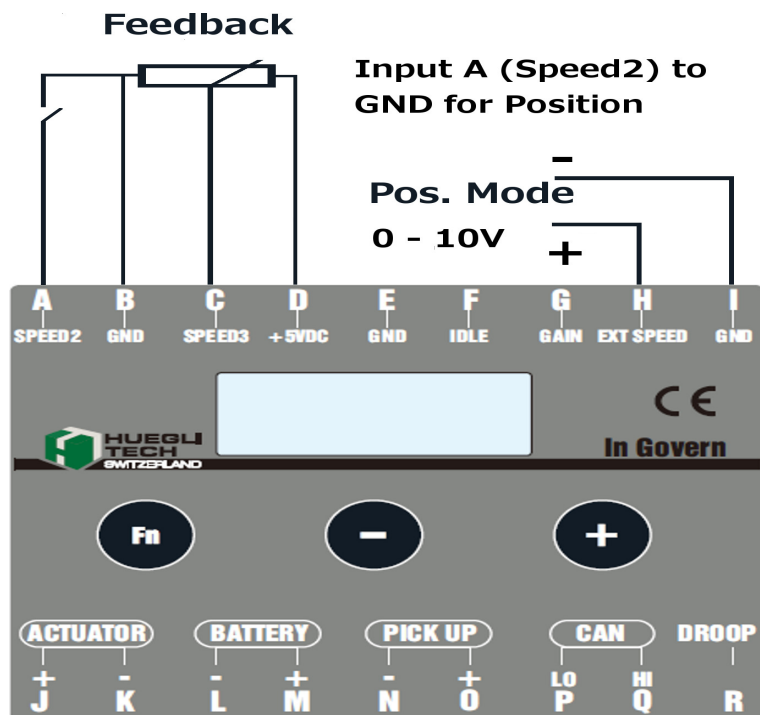 Feedback
Input A (Speed2) to
GND for Position
-
Pos. Mode
0 - 10V
+
A B C D E F G H I
SPEED2 GND SPEED3 +5VDC GND IDLE GAIN EXT SPEED GND
CE
HUEGLI
TECH
SWITZERLAND
In Govern
Fn - +
ACTUATOR BATTERY PICK UP CAN DROOP
+ - - + - + LO HI
J K L M N O P Q R